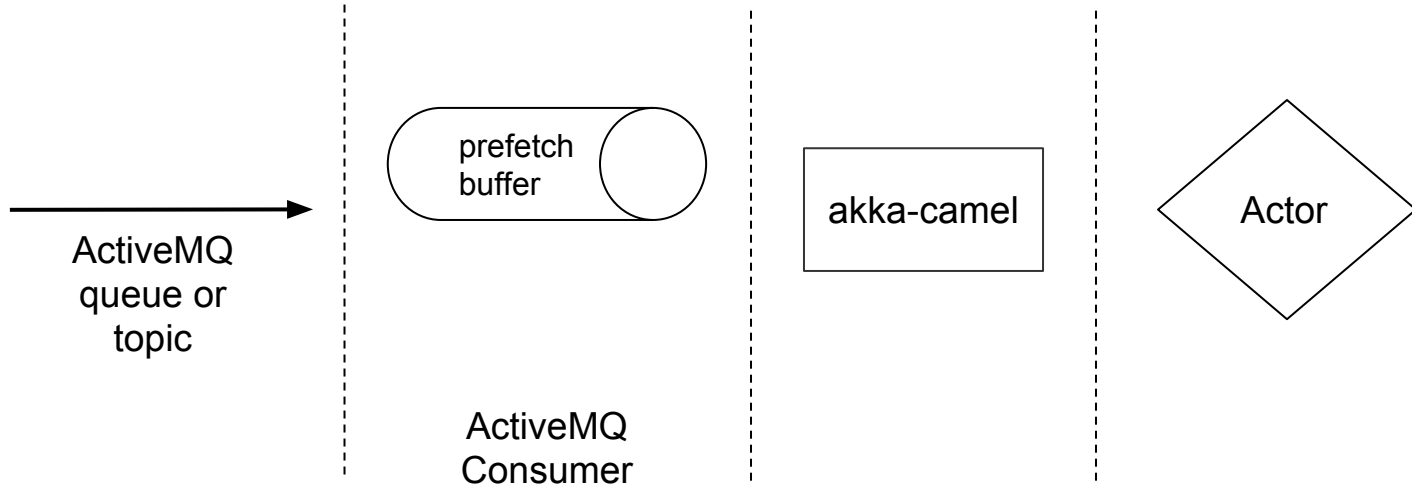 ActiveMQ
queue or
topic
prefetch
buffer
ActiveMQ
Consumer
akka-camel
Actor